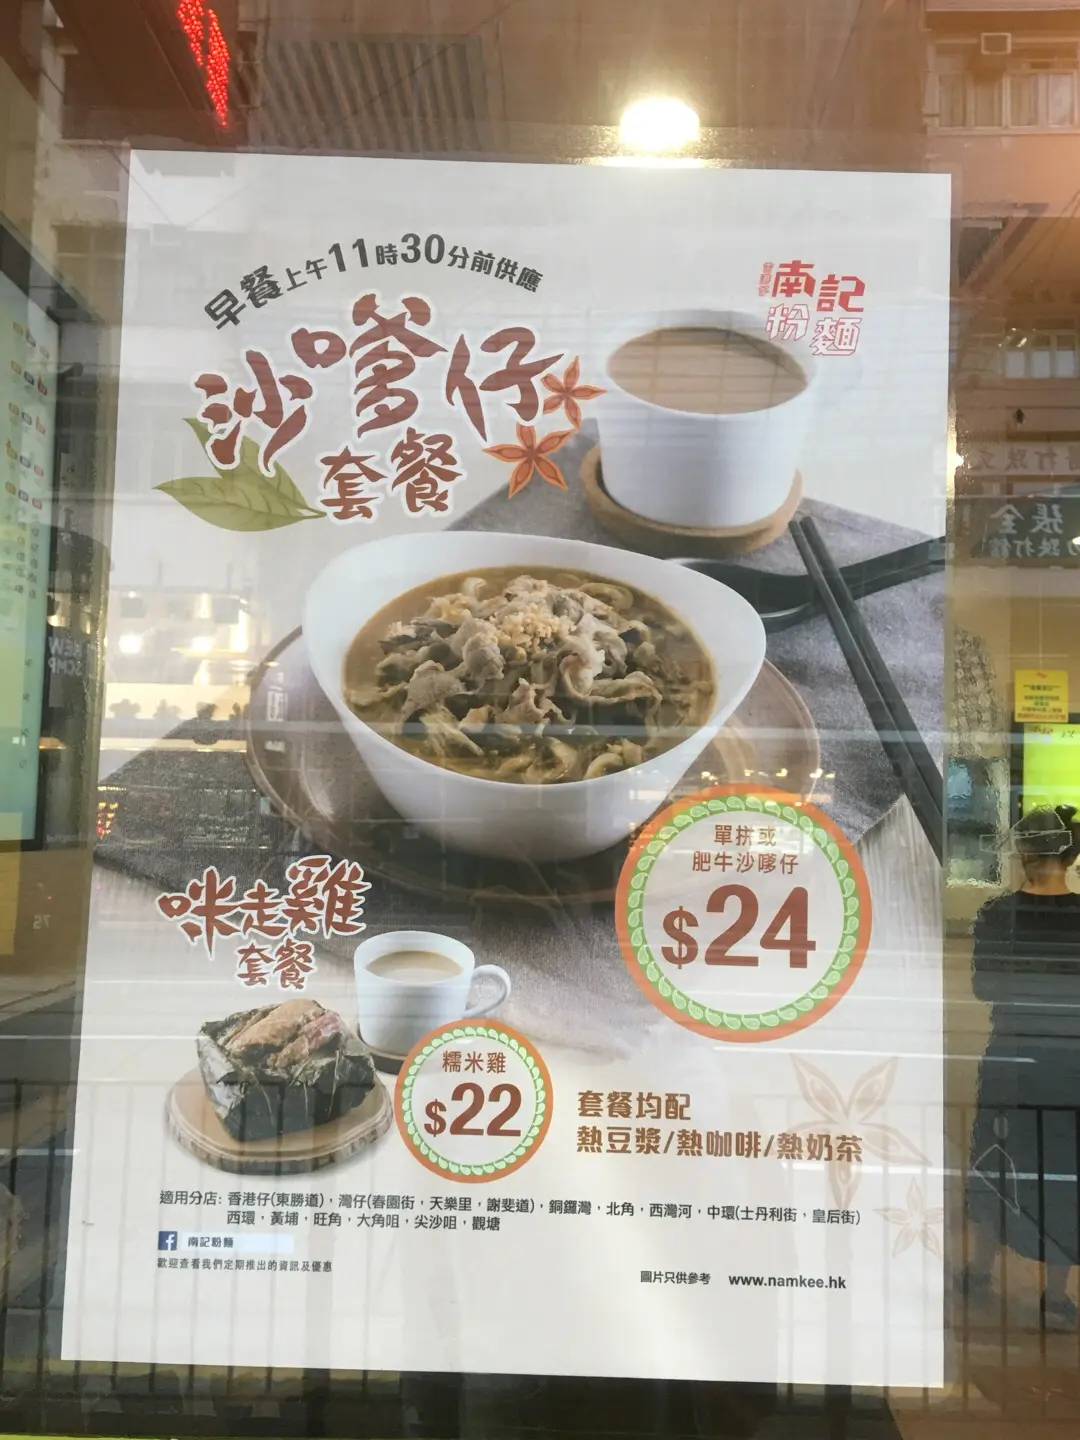 早餐上午11時30分前供應
沙嗲仔
套餐
南記
粉麵
單拼或
肥牛沙嗲仔
$24
咪走雞
套餐
糯米雞
$22
套餐均配
熱豆漿/熱咖啡/熱奶茶
適用分店: 香港仔(東勝道)，灣仔(春園街，天樂里，謝斐道)，銅鑼灣，北角，西灣河，中環(士丹利街，皇后街)
西環，黃埔，旺角，大角咀，尖沙咀，觀塘
南記粉麵
歡迎查看我們定期推出的資訊及優惠
圖片只供參考 www.namkee.hk
NEW
SCMP